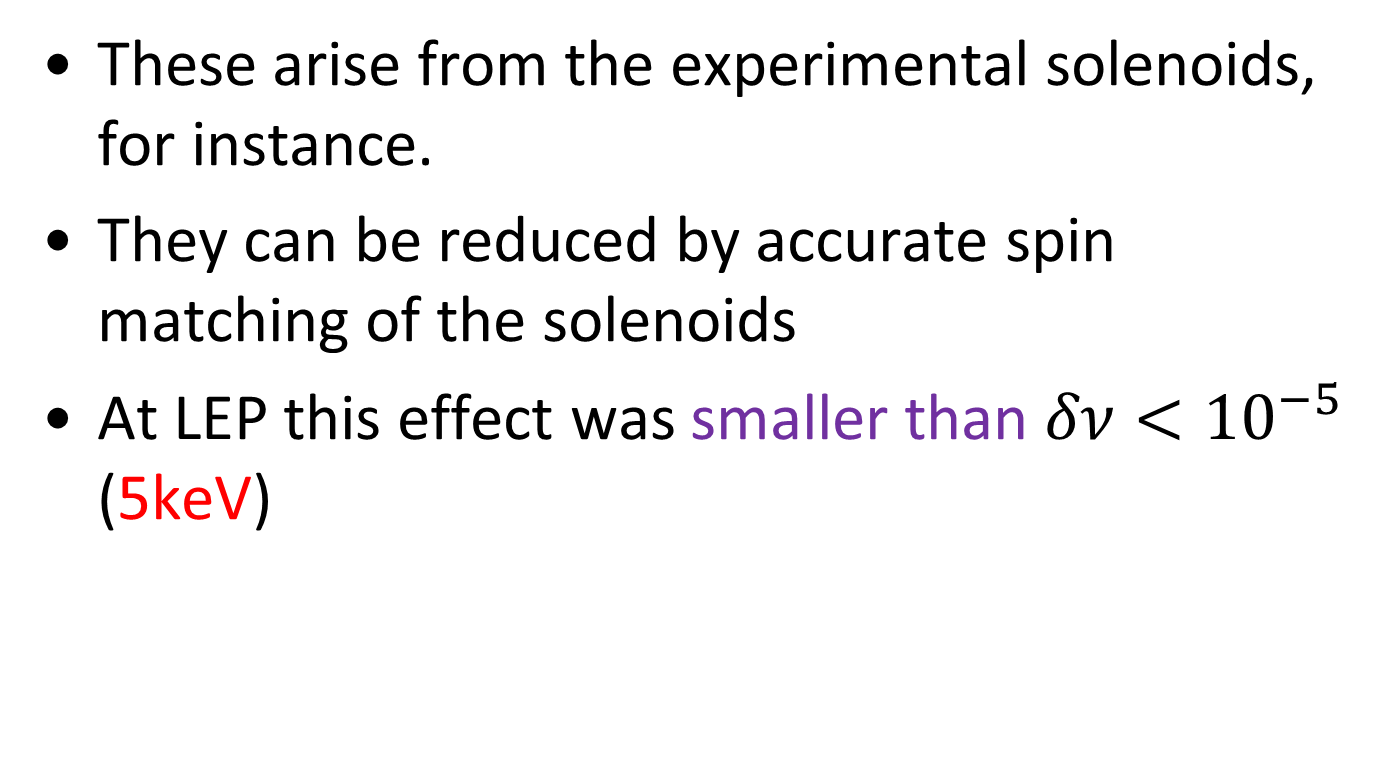 • These arise from the experimental solenoids,
for instance.
• They can be reduced by accurate spin
matching of the solenoids
• At LEP this effect was smaller than 𝛿𝜈 < 10⁻⁵
(5keV)